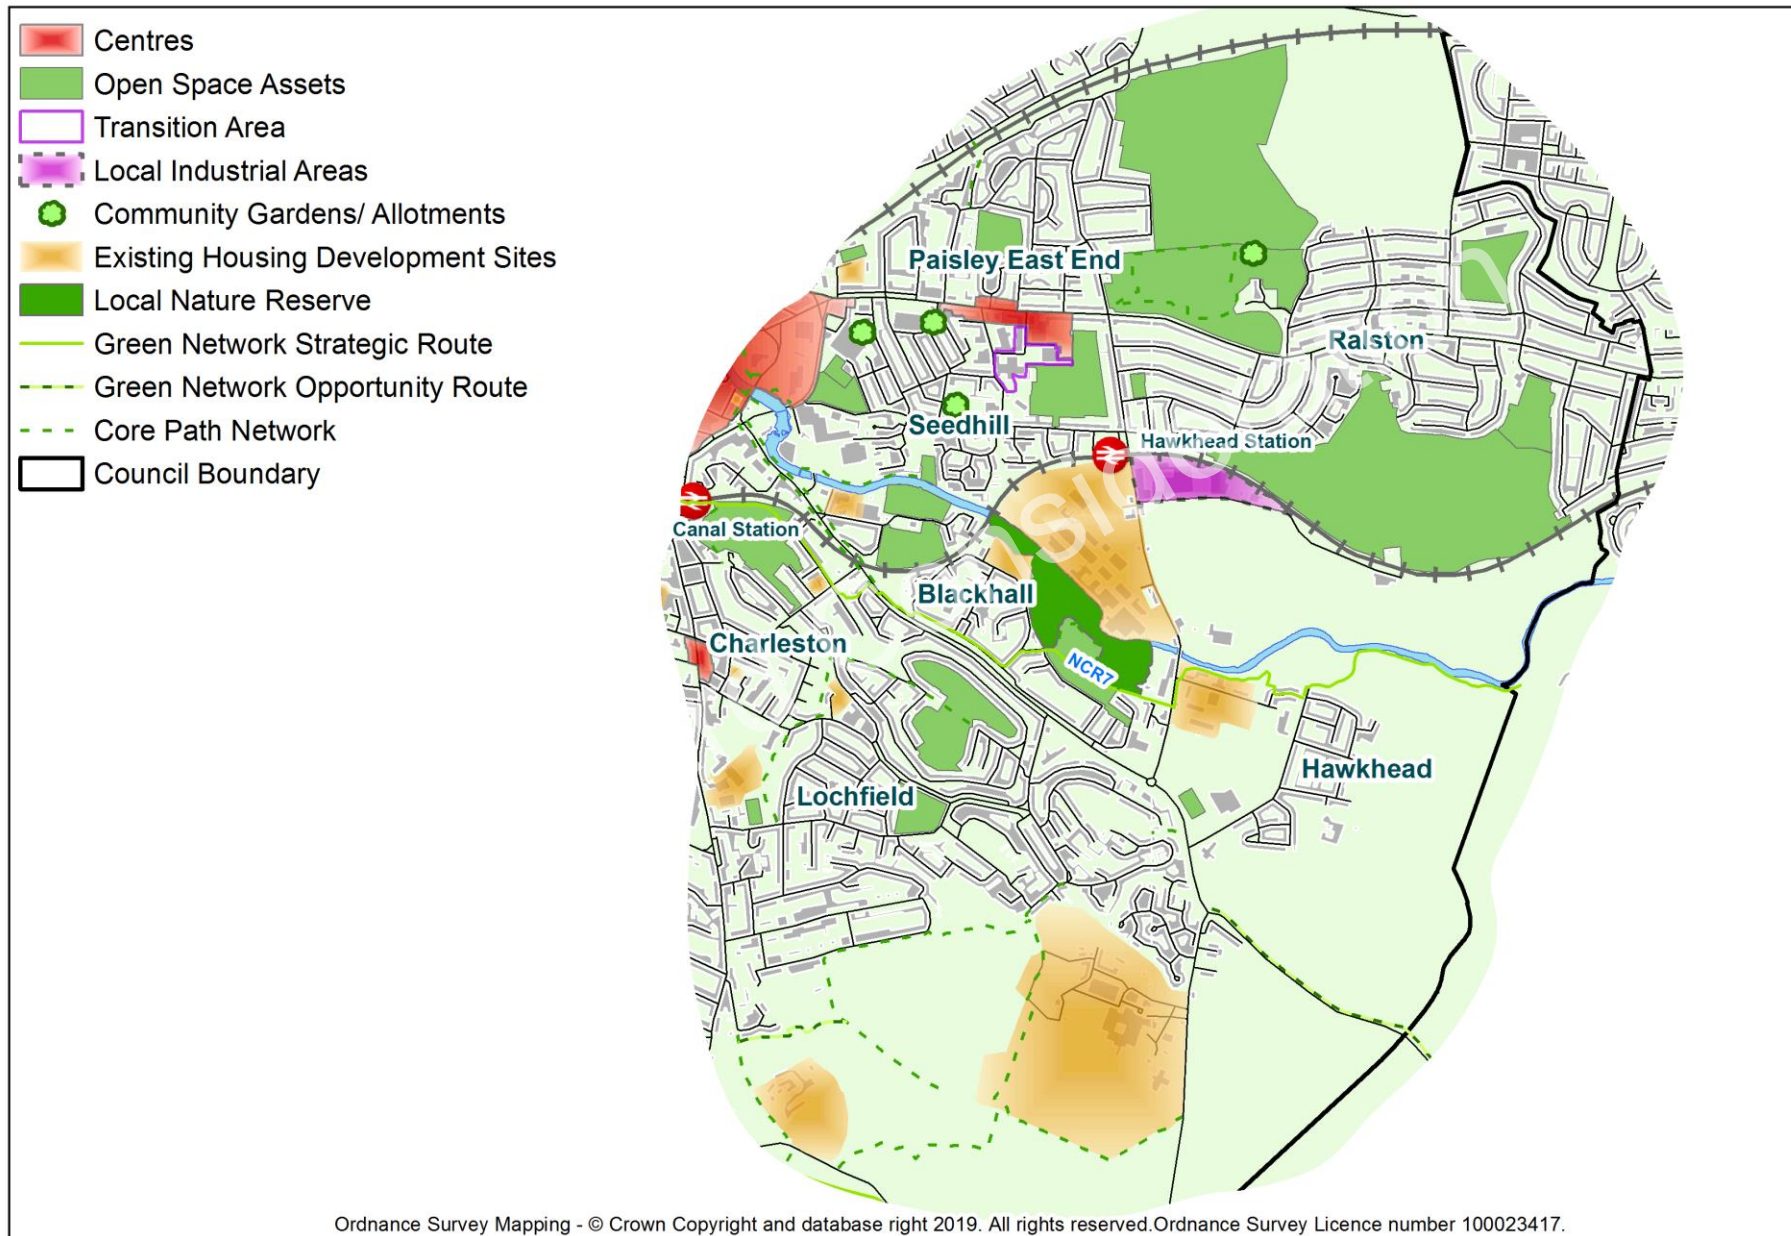 Centres
Open Space Assets
Transition Area
Local Industrial Areas
Community Gardens/ Allotments
Existing Housing Development Sites
Local Nature Reserve
Green Network Strategic Route
Green Network Opportunity Route
Core Path Network
Council Boundary
Paisley East End
Ralston
Seedhill
Hawkhead Station
Canal Station
Blackhall
Charleston
NCR7
Hawkhead
Lochfield
Ordnance Survey Mapping - © Crown Copyright and database right 2019. All rights reserved.Ordnance Survey Licence number 100023417.